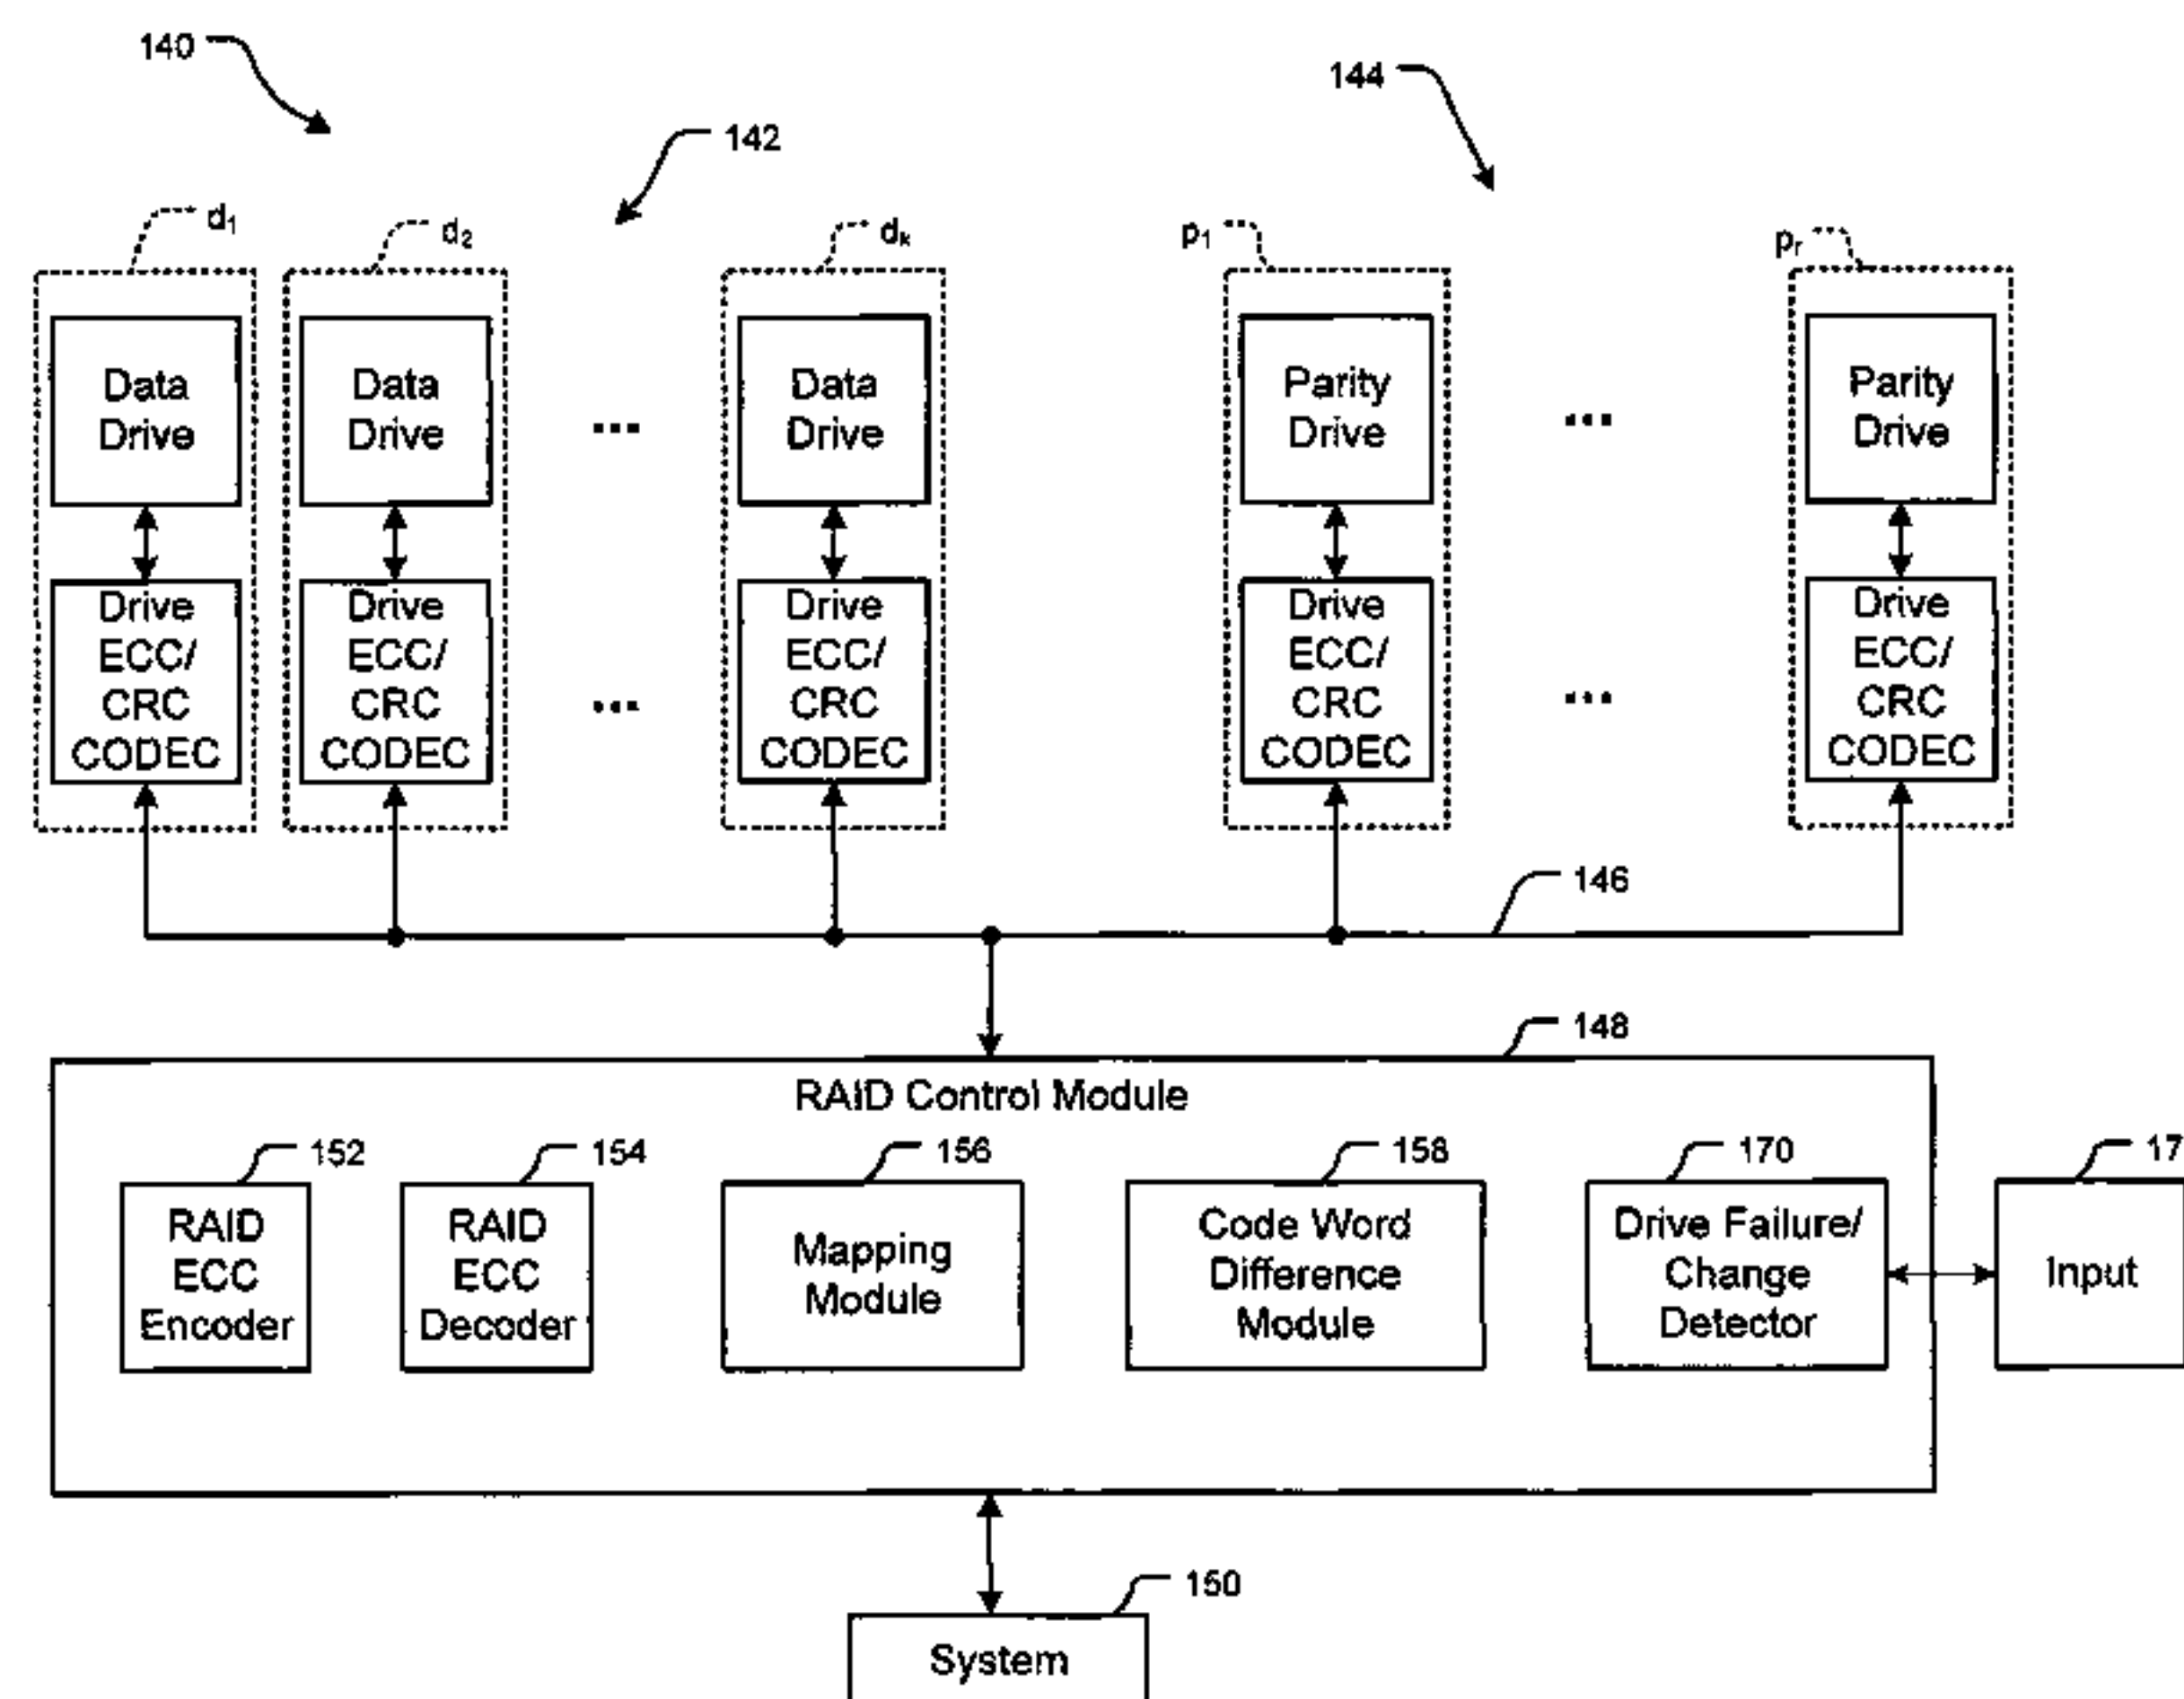 140
144
142
d1
d2
dk
p1
pr
Data
Drive
Data
Drive
...
Data
Drive
Parity
Drive
...
Parity
Drive
Drive
ECC/
CRC
CODEC
Drive
ECC/
CRC
CODEC
...
Drive
ECC/
CRC
CODEC
Drive
ECC/
CRC
CODEC
...
Drive
ECC/
CRC
CODEC
146
148
RAID Control Module
152
154
156
158
170
RAID
ECC
Encoder
RAID
ECC
Decoder
Mapping
Module
Code Word
Difference
Module
Drive Failure/
Change
Detector
Input
150
System